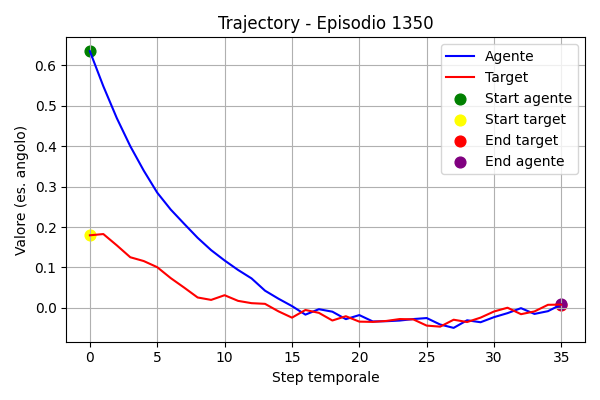 Trajectory - Episodio 1350
Valore (es. angolo)
0.6
0.5
0.4
0.3
0.2
0.1
0.0
Agente
Target
Start agente
Start target
End target
End agente
0 5 10 15 20 25 30 35
Step temporale